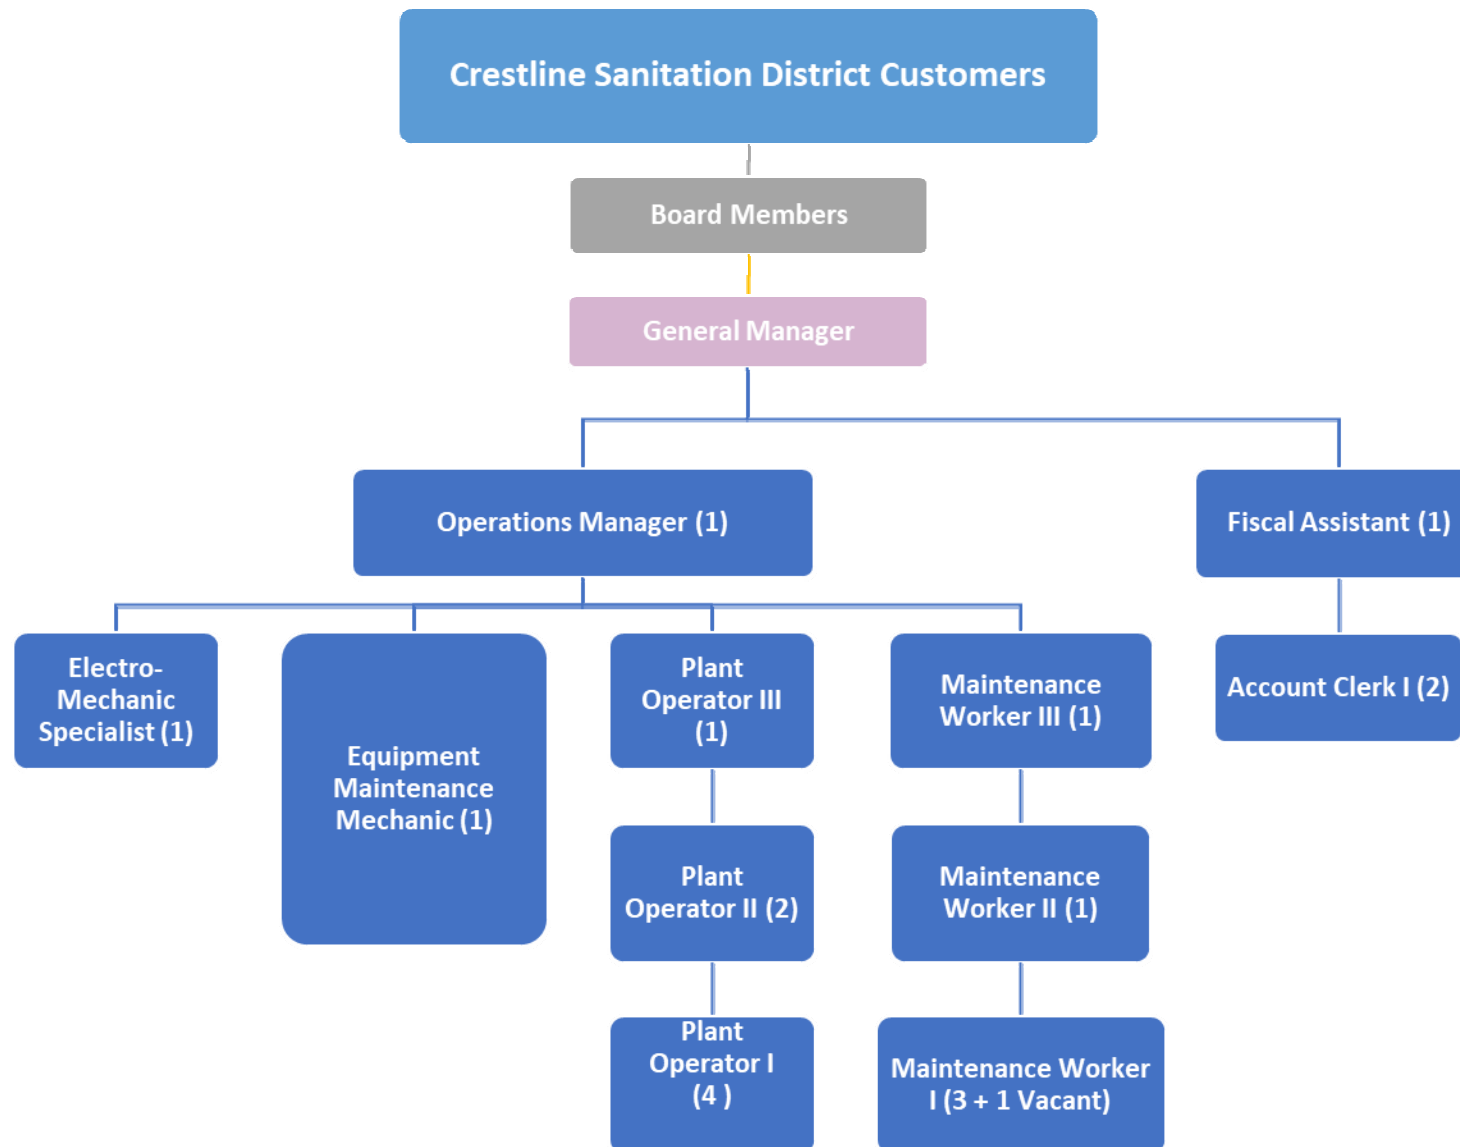 Crestline Sanitation District Customers
Board Members
General Manager
Operations Manager (1)
Fiscal Assistant (1)
Electro-
Mechanic
Specialist (1)
Equipment
Maintenance
Mechanic (1)
Plant
Operator III
(1)
Maintenance
Worker III (1)
Account Clerk I (2)
Plant
Operator II (2)
Maintenance
Worker II (1)
Plant
Operator I
(4 )
Maintenance Worker
I (3 + 1 Vacant)